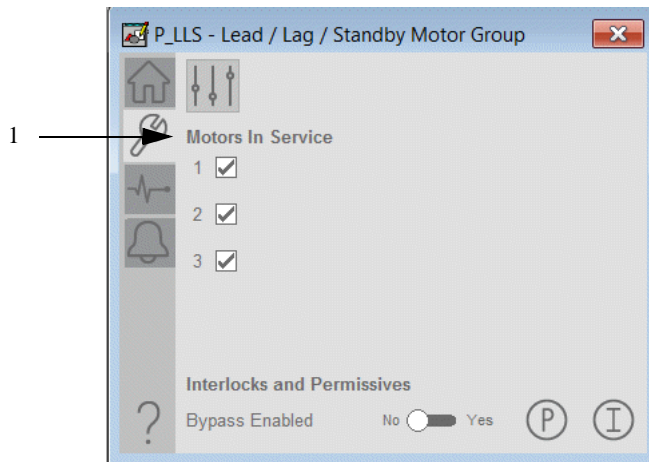 P_LLS - Lead / Lag / Standby Motor Group
1
Motors In Service
1
2
3
Interlocks and Permissives
?
Bypass Enabled No Yes P I